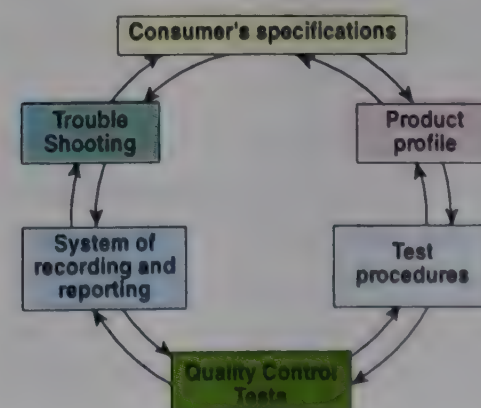 Consumer's specifications
Trouble
Shooting
Product
profile
System of
recording and
reporting
Test
procedures
Quality Control
Tests